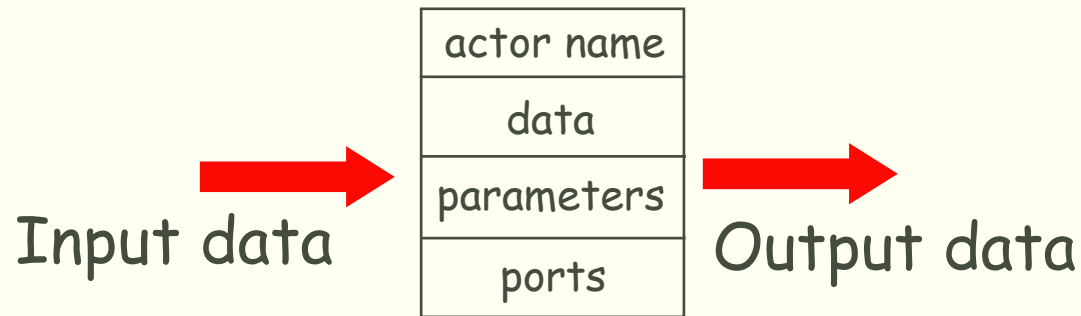 actor name
data
parameters
ports
Input data
Output data